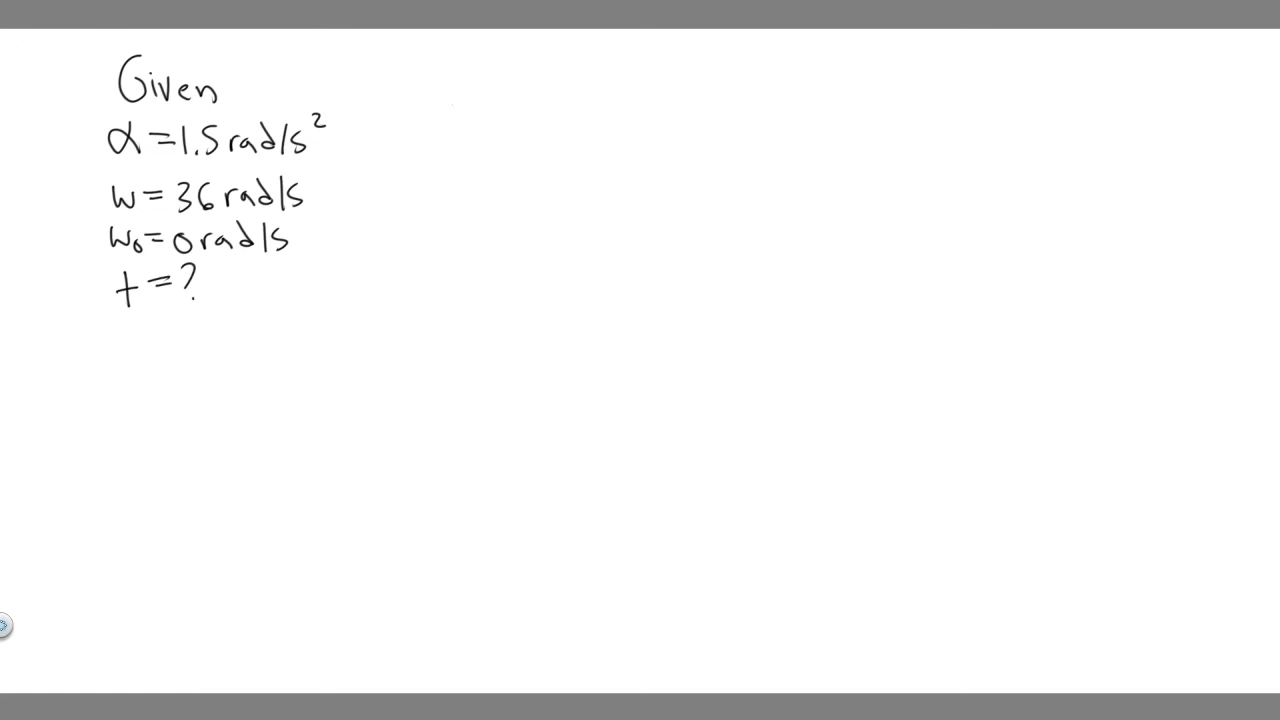 Given
α = 1.5 rad/s²
w = 36 rad/s
w₀ = 0 rad/s
t = ?